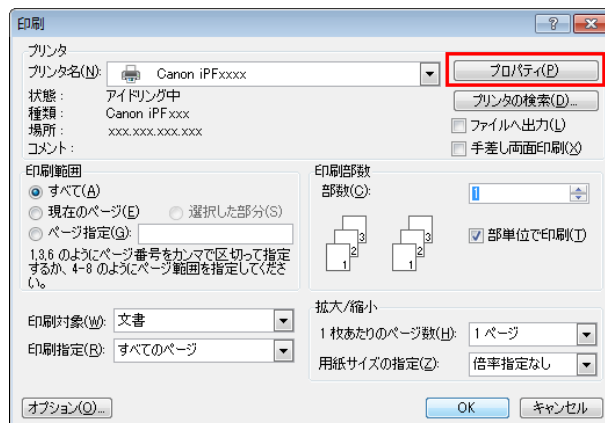 印刷
プリンタ
プリンタ名(N): Canon iPFxxxx プロパティ(P)
状態： アイドリング中 プリンタの検索(D)...
種類： Canon iPFxxx
場所： xxx.xxx.xxx.xxx ファイルへ出力(L)
コメント： 手差し両面印刷(X)
印刷範囲
すべて(A)
現在のページ(E) 選択した部分(S)
ページ指定(G):
1,3,6 のようにページ番号をカンマで区切って指定
するか、4-8 のようにページ範囲を指定してくださ
い。
印刷部数
部数(C): 1
部単位で印刷(T)
3
2
1
3
2
1
印刷対象(W): 文書
印刷指定(R): すべてのページ
拡大/縮小
1 枚あたりのページ数(H): 1 ページ
用紙サイズの指定(Z): 倍率指定なし
オプション(O)... OK キャンセル